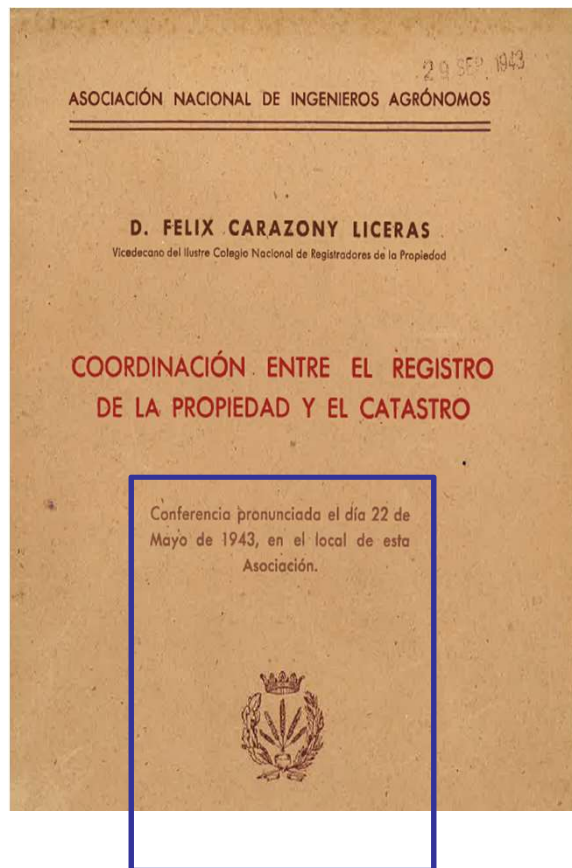 29 SEP. 1943
ASOCIACIÓN NACIONAL DE INGENIEROS AGRÓNOMOS
D. FELIX CARAZONY LICERAS
Vicedecano del Ilustre Colegio Nacional de Registradores de la Propiedad
COORDINACIÓN ENTRE EL REGISTRO
DE LA PROPIEDAD Y EL CATASTRO
Conferencia pronunciada el día 22 de
Mayo de 1943, en el local de esta
Asociación.